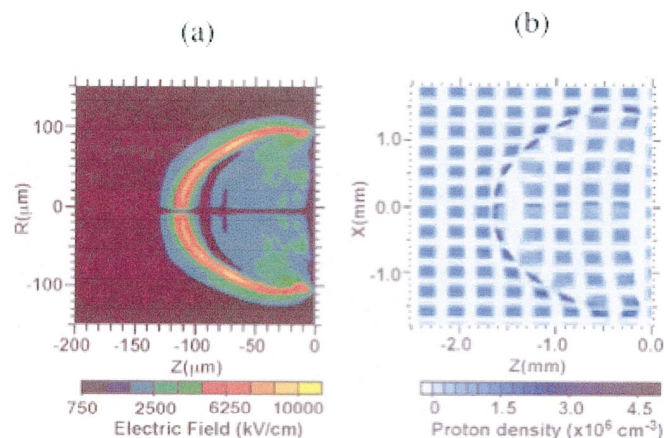 (a) (b)
100
0
-100
R(μm)
-200 -150 -100 -50 0
Z(μm)
750 2500 6250 10000
Electric Field (kV/cm)
1.0
0.0
-1.0
X(mm)
-2.0 -1.0 0.0
Z(mm)
0 1.5 3.0 4.5
Proton density (x10⁶ cm⁻³)